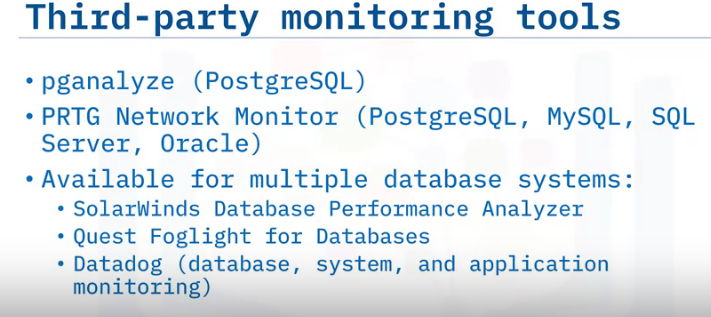 Third-party monitoring tools
• pganalyze (PostgreSQL)
• PRTG Network Monitor (PostgreSQL, MySQL, SQL
Server, Oracle)
• Available for multiple database systems:
• SolarWinds Database Performance Analyzer
• Quest Foglight for Databases
• Datadog (database, system, and application
monitoring)